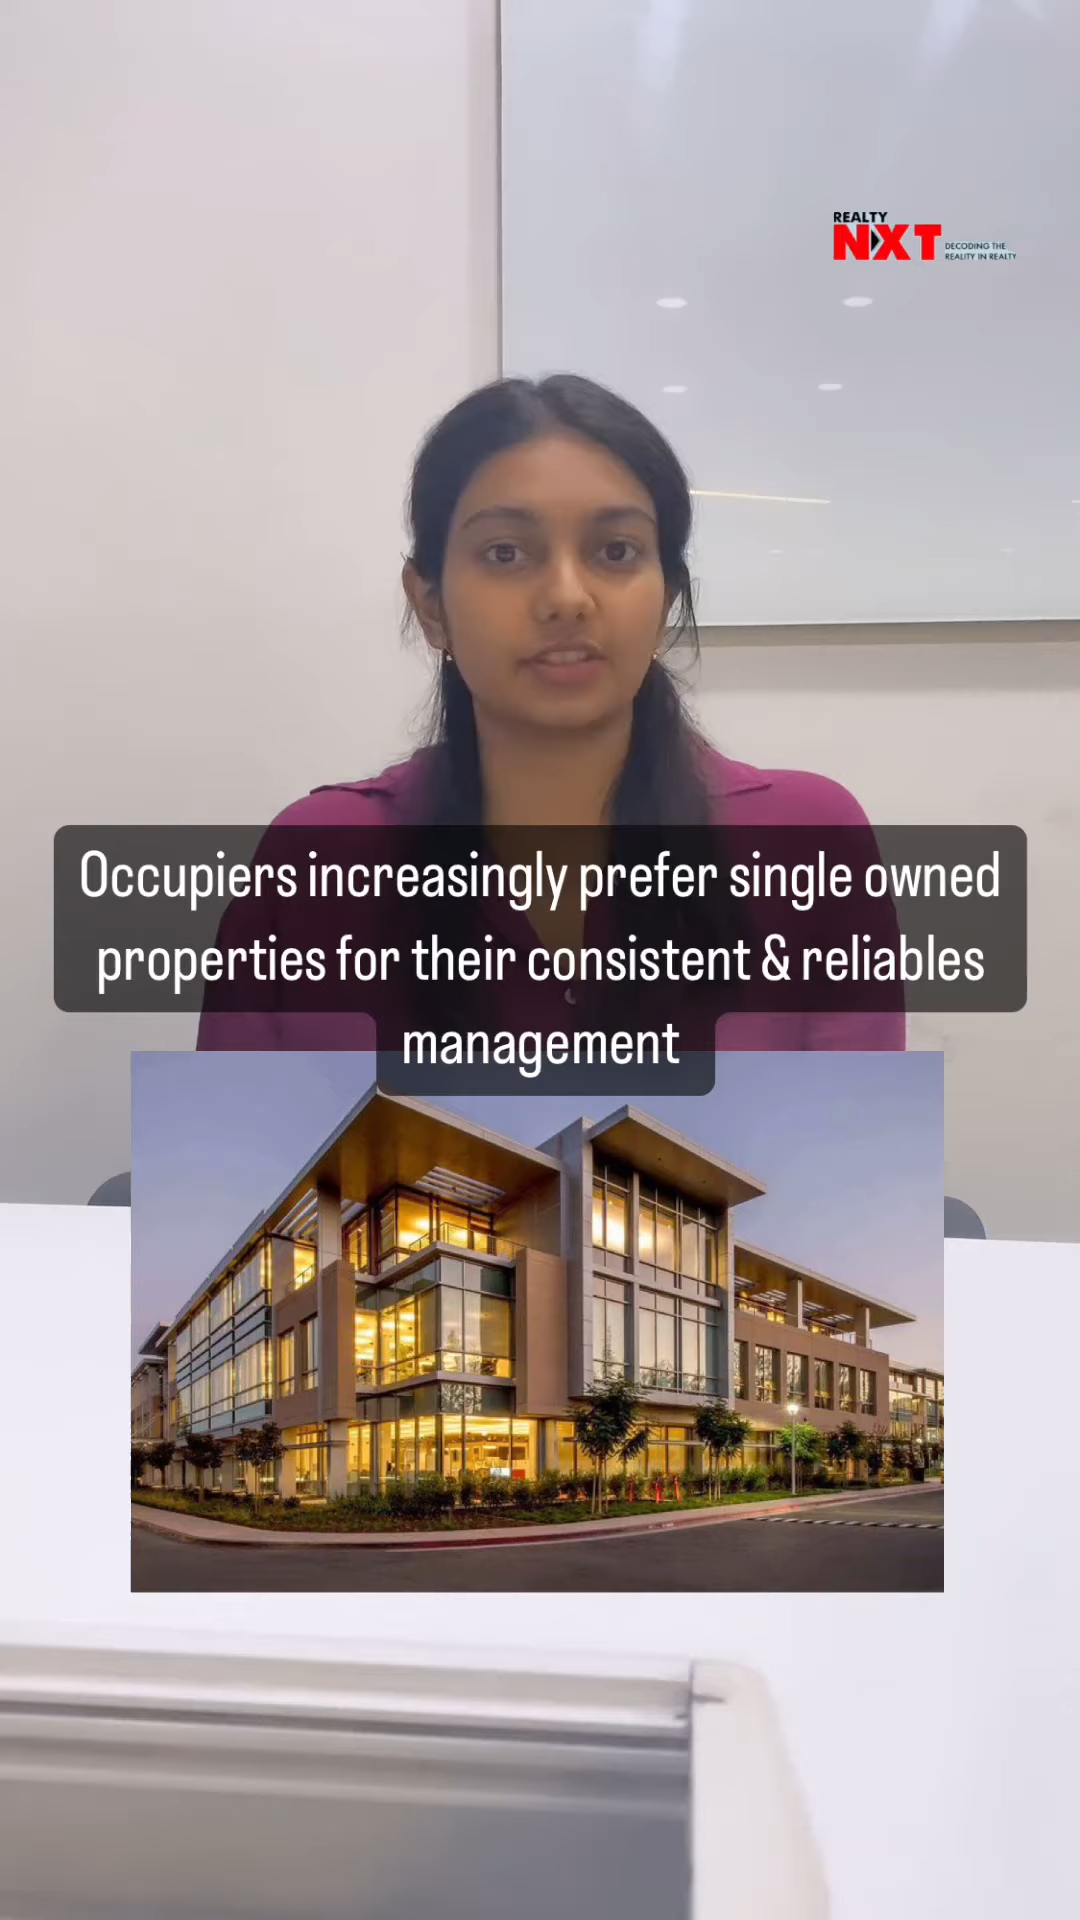 REALTY
NXT
DECODING THE
REALITY IN REALTY
Occupiers increasingly prefer single owned
properties for their consistent & reliables
management